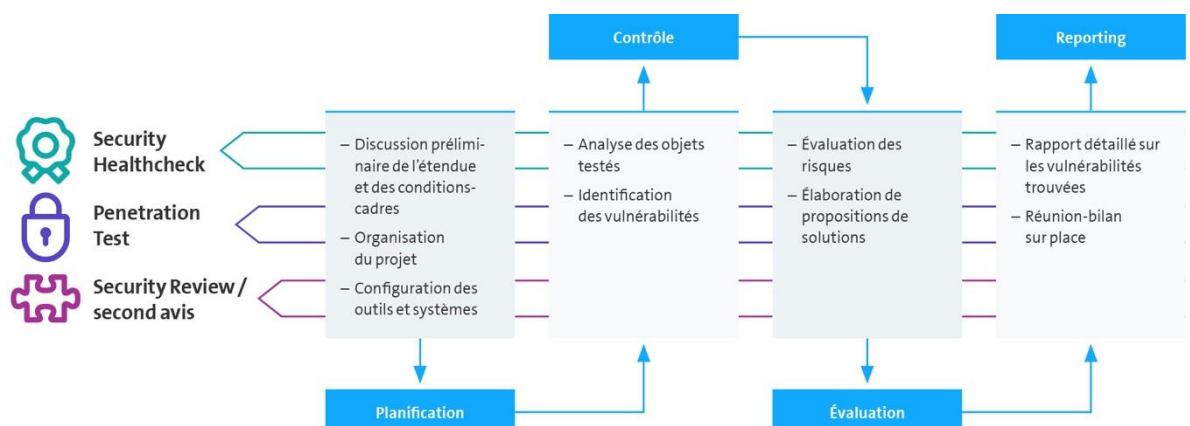 Contrôle
Reporting
Security
Healthcheck
Penetration
Test
Security Review /
second avis
– Discussion prélimi-
naire de l’étendue
et des conditions-
cadres
– Organisation
du projet
– Configuration des
outils et systèmes
– Analyse des objets
testés
– Identification
des vulnérabilités
– Évaluation des
risques
– Élaboration de
propositions de
solutions
– Rapport détaillé sur
les vulnérabilités
trouvées
– Réunion-bilan
sur place
Planification
Évaluation